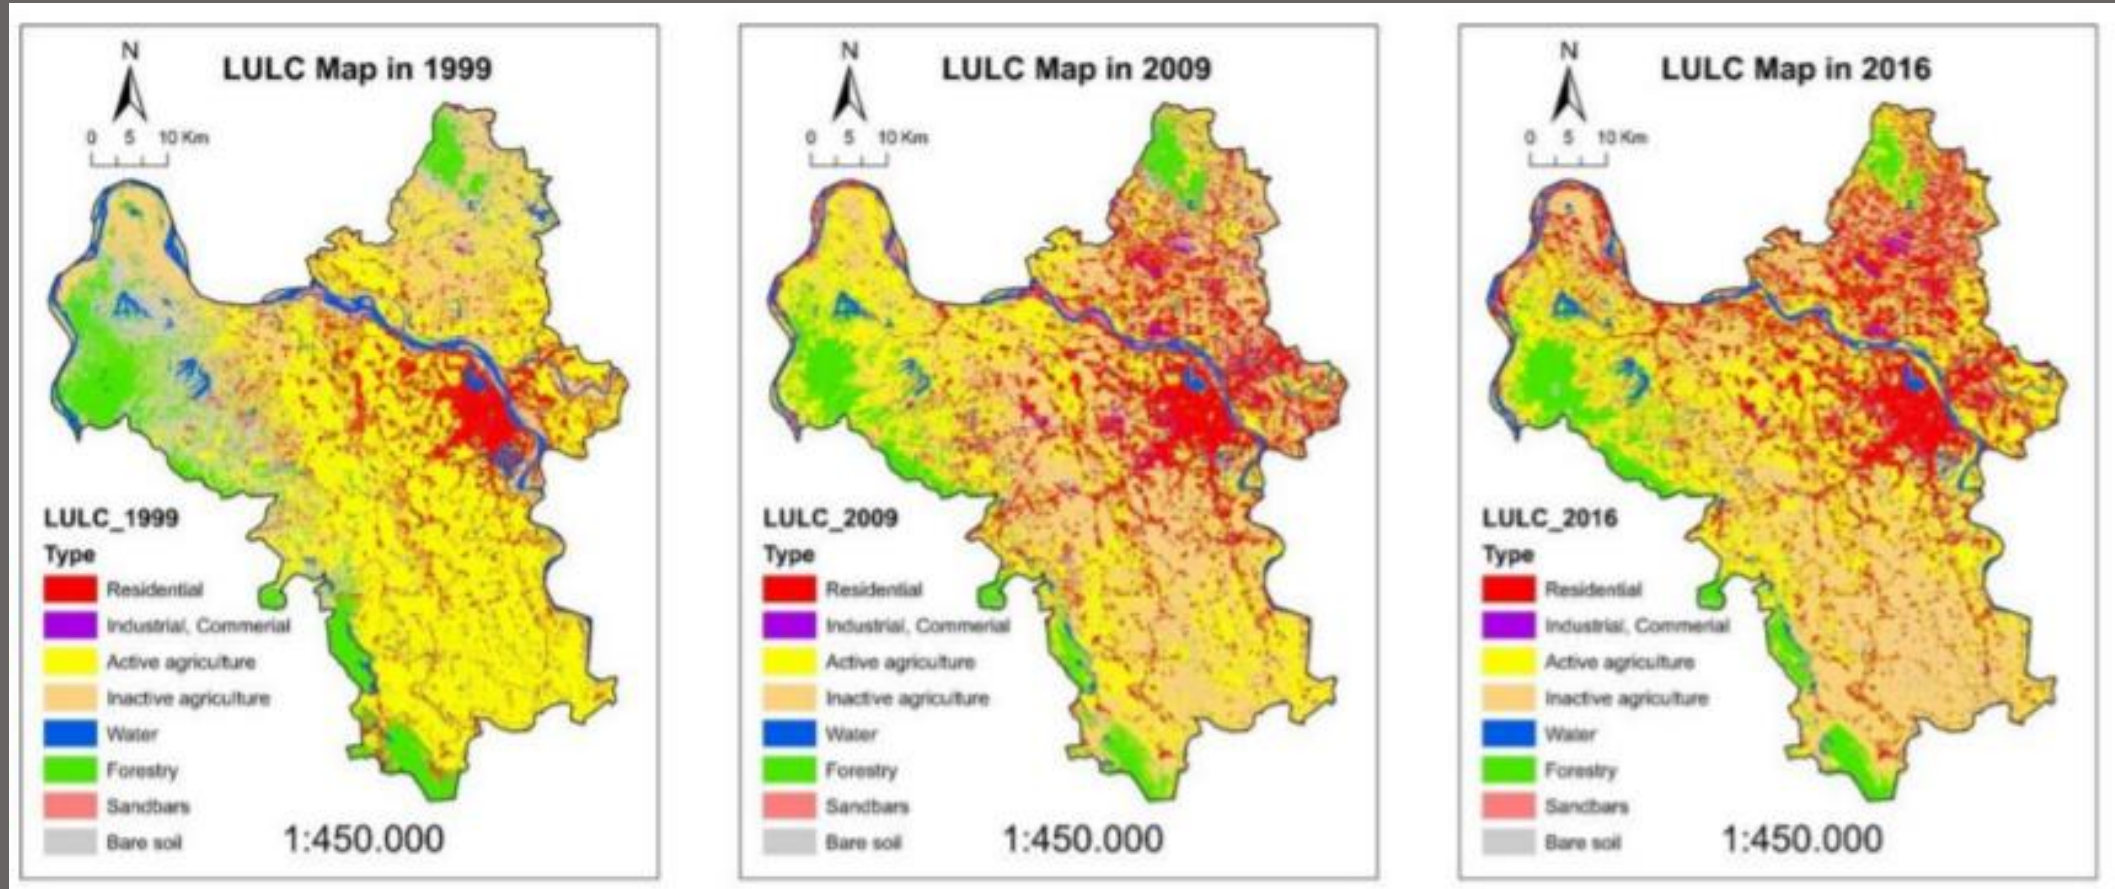 N
LULC Map in 1999
0 5 10 Km
LULC_1999
Type
Residential
Industrial, Commerial
Active agriculture
Inactive agriculture
Water
Forestry
Sandbars
Bare soil
1:450.000
N
LULC Map in 2009
0 5 10 Km
LULC_2009
Type
Residential
Industrial, Commerial
Active agriculture
Inactive agriculture
Water
Forestry
Sandbars
Bare soil
1:450.000
N
LULC Map in 2016
0 5 10 Km
LULC_2016
Type
Residential
Industrial, Commerial
Active agriculture
Inactive agriculture
Water
Forestry
Sandbars
Bare soil
1:450.000